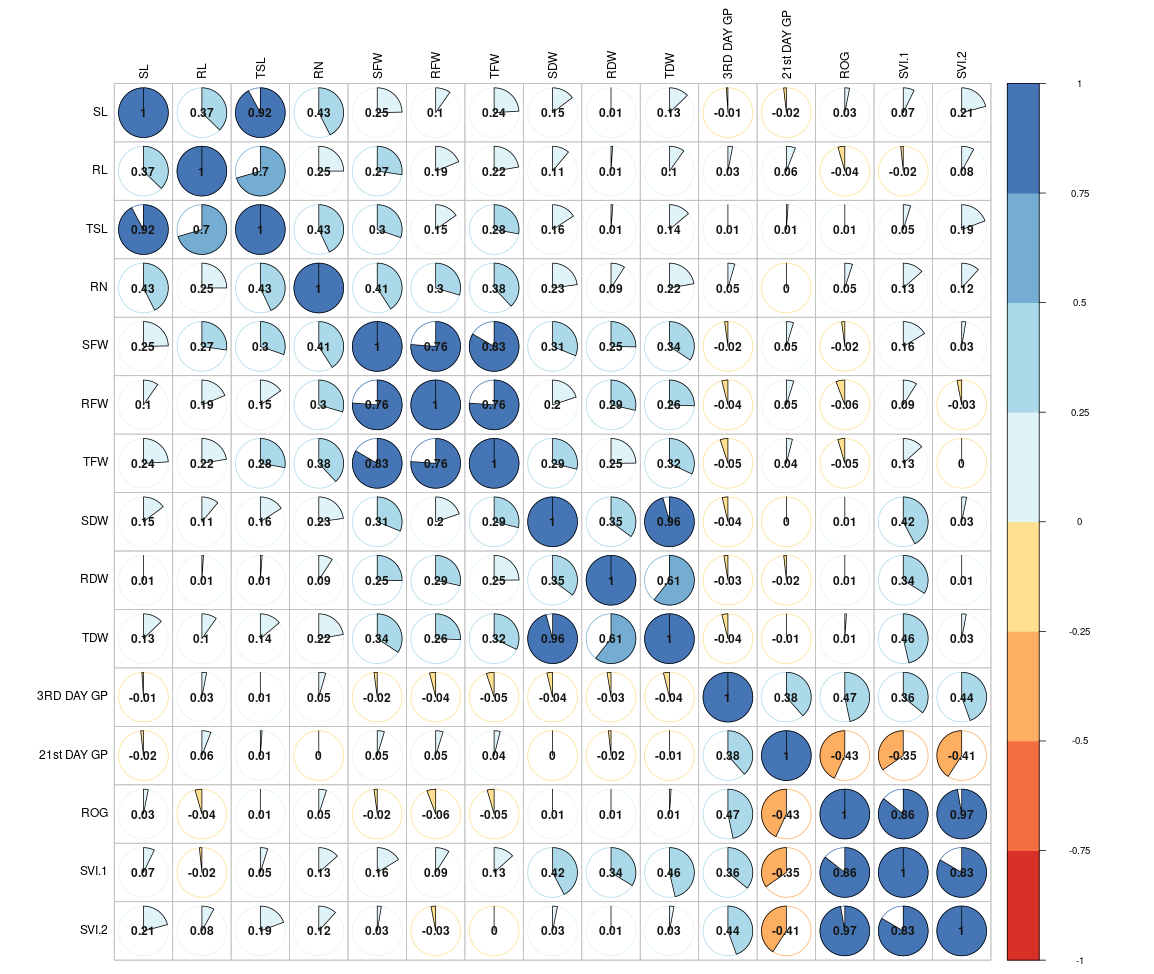 SL RL TSL RN SFW RFW TFW SDW RDW TDW 3RD DAY GP 21st DAY GP ROG SVI.1 SVI.2
SL 1 0.37 0.92 0.43 0.25 0.1 0.24 0.15 0.01 0.13 -0.01 -0.02 0.03 0.07 0.21
RL 0.37 1 0.7 0.25 0.27 0.19 0.22 0.11 0.01 0.1 0.03 0.06 -0.04 -0.02 0.08
TSL 0.92 0.7 1 0.43 0.3 0.15 0.28 0.16 0.01 0.14 0.01 0.01 0.01 0.05 0.19
RN 0.43 0.25 0.43 1 0.41 0.3 0.38 0.23 0.09 0.22 0.05 0 0.05 0.13 0.12
SFW 0.25 0.27 0.3 0.41 1 0.76 0.83 0.31 0.25 0.34 -0.02 0.05 -0.02 0.16 0.03
RFW 0.1 0.19 0.15 0.3 0.76 1 0.76 0.2 0.29 0.26 -0.04 0.05 -0.06 0.09 -0.03
TFW 0.24 0.22 0.28 0.38 0.83 0.76 1 0.29 0.25 0.32 -0.05 0.04 -0.05 0.13 0
SDW 0.15 0.11 0.16 0.23 0.31 0.2 0.29 1 0.35 0.96 -0.04 0 0.01 0.42 0.03
RDW 0.01 0.01 0.01 0.09 0.25 0.29 0.25 0.35 1 0.61 -0.03 -0.02 0.01 0.34 0.01
TDW 0.13 0.1 0.14 0.22 0.34 0.26 0.32 0.96 0.61 1 -0.04 -0.01 0.01 0.46 0.03
3RD DAY GP -0.01 0.03 0.01 0.05 -0.02 -0.04 -0.05 -0.04 -0.03 -0.04 1 0.38 0.47 0.36 0.44
21st DAY GP -0.02 0.06 0.01 0 0.05 0.05 0.04 0 -0.02 -0.01 0.38 1 -0.43 -0.35 -0.41
ROG 0.03 -0.04 0.01 0.05 -0.02 -0.06 -0.05 0.01 0.01 0.01 0.47 -0.43 1 0.86 0.97
SVI.1 0.07 -0.02 0.05 0.13 0.16 0.09 0.13 0.42 0.34 0.46 0.36 -0.35 0.86 1 0.83
SVI.2 0.21 0.08 0.19 0.12 0.03 -0.03 0 0.03 0.01 0.03 0.44 -0.41 0.97 0.83 1
1
0.75
0.5
0.25
0
-0.25
-0.5
-0.75
-1